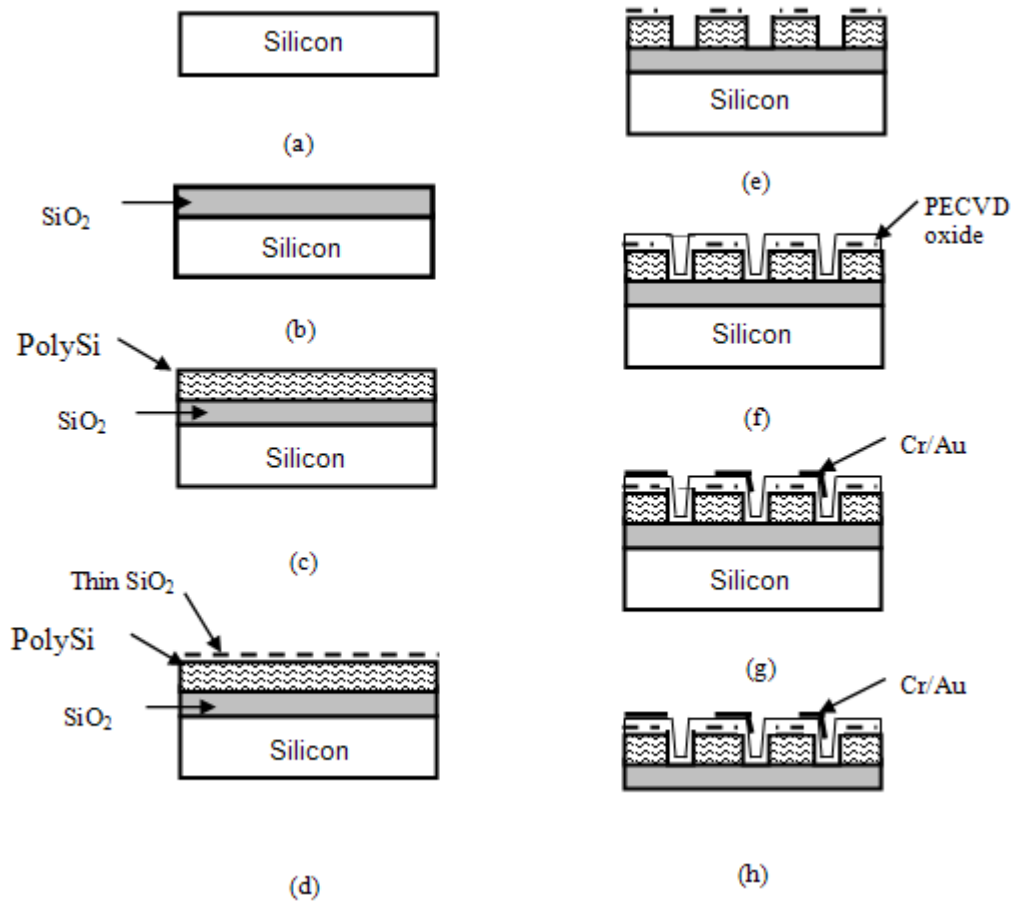 Silicon
(a)
SiO₂
Silicon
(b)
PolySi
SiO₂
Silicon
(c)
Thin SiO₂
PolySi
SiO₂
Silicon
(d)
Silicon
(e)
PECVD
oxide
Silicon
(f)
Cr/Au
Silicon
(g)
Cr/Au
(h)